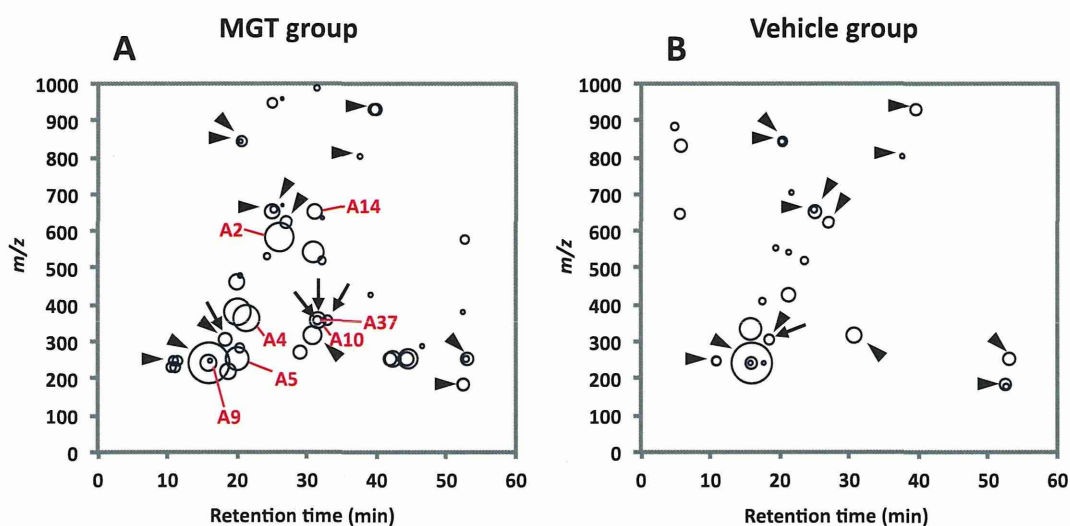 MGT group
Vehicle group
A
B
1000
900
800
700
600
500
400
300
200
100
0
m/z
A14
A2
A37
A10
A4
A5
A9
0 10 20 30 40 50 60
Retention time (min)
1000
900
800
700
600
500
400
300
200
100
0
m/z
0 10 20 30 40 50 60
Retention time (min)